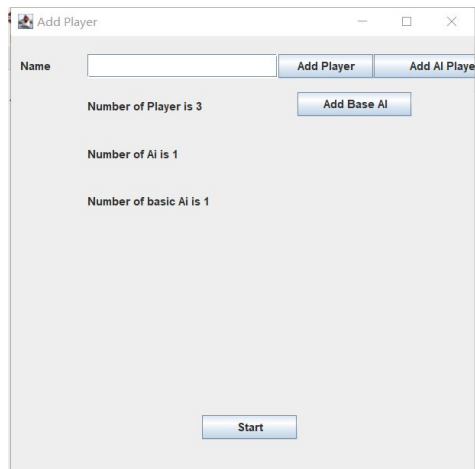 Add Player
Name Add Player Add AI Playe
Number of Player is 3 Add Base AI
Number of Ai is 1
Number of basic Ai is 1
Start